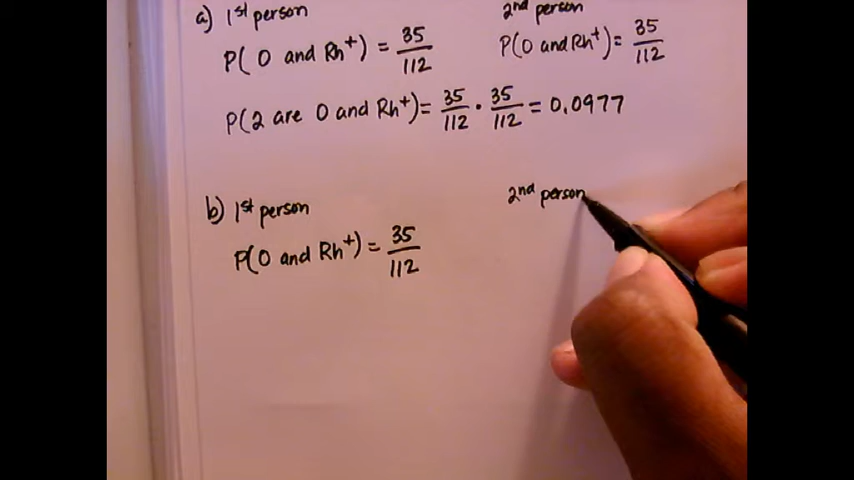 a) 1st person 2nd person
P(O and Rh+) = 35/112 P(O and Rh+) = 35/112
P(2 are O and Rh+) = 35/112 · 35/112 = 0.0977
b) 1st person 2nd person
P(O and Rh+) = 35/112